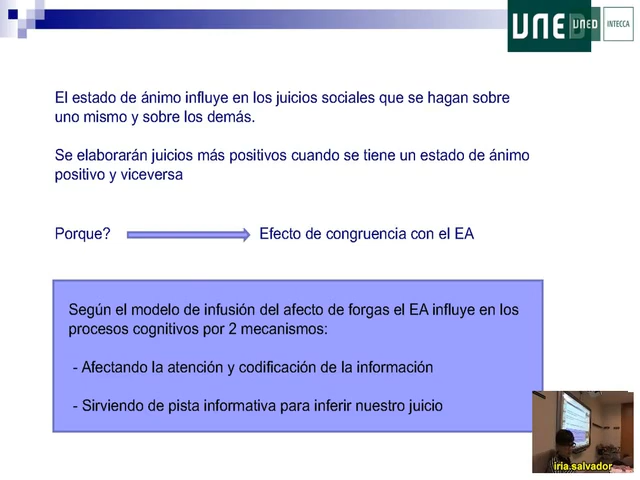 UNED
UNED
INTECCA
El estado de ánimo influye en los juicios sociales que se hagan sobre
uno mismo y sobre los demás.
Se elaborarán juicios más positivos cuando se tiene un estado de ánimo
positivo y viceversa
Porque? Efecto de congruencia con el EA
Según el modelo de infusión del afecto de forgas el EA influye en los
procesos cognitivos por 2 mecanismos:
- Afectando la atención y codificación de la información
- Sirviendo de pista informativa para inferir nuestro juicio
iria.salvador